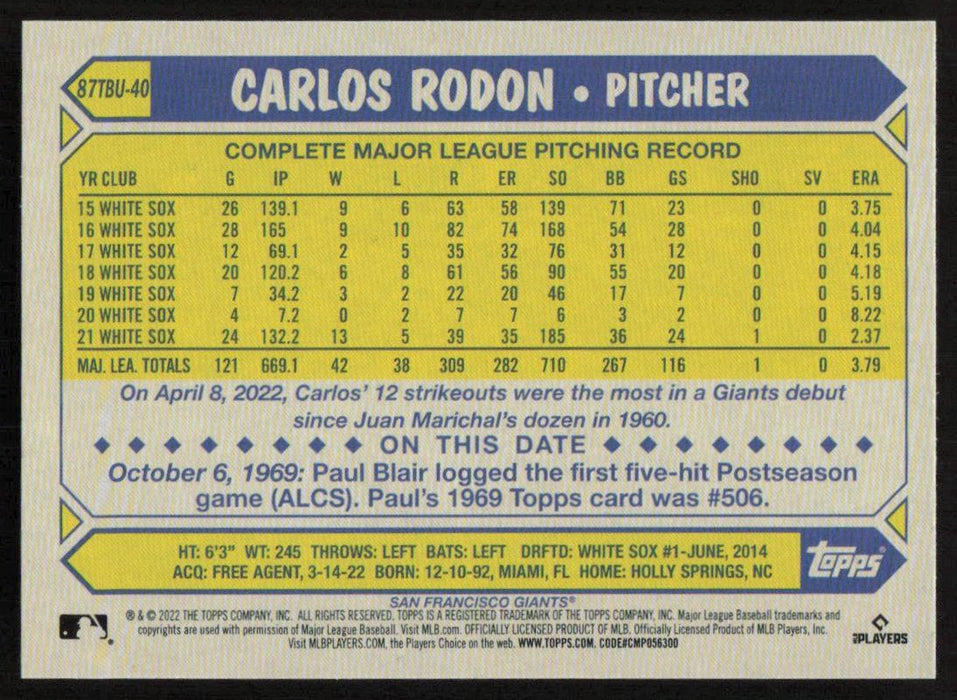 87TBU-40
CARLOS RODON • PITCHER
COMPLETE MAJOR LEAGUE PITCHING RECORD
YR CLUB G IP W L R ER SO BB GS SHO SV ERA
15 WHITE SOX 26 139.1 9 6 63 58 139 71 23 0 0 3.75
16 WHITE SOX 28 165 9 10 82 74 168 54 28 0 0 4.04
17 WHITE SOX 12 69.1 2 5 35 32 76 31 12 0 0 4.15
18 WHITE SOX 20 120.2 6 8 61 56 90 55 20 0 0 4.18
19 WHITE SOX 7 34.2 3 2 22 20 46 17 7 0 0 5.19
20 WHITE SOX 4 7.2 0 2 7 7 6 3 2 0 0 8.22
21 WHITE SOX 24 132.2 13 5 39 35 185 36 24 1 0 2.37
MAJ. LEA. TOTALS 121 669.1 42 38 309 282 710 267 116 1 0 3.79
On April 8, 2022, Carlos' 12 strikeouts were the most in a Giants debut
since Juan Marichal's dozen in 1960.
ON THIS DATE
October 6, 1969: Paul Blair logged the first five-hit Postseason
game (ALCS). Paul's 1969 Topps card was #506.
HT: 6'3" WT: 245 THROWS: LEFT BATS: LEFT DRFTD: WHITE SOX #1-JUNE, 2014
ACQ: FREE AGENT, 3-14-22 BORN: 12-10-92, MIAMI, FL HOME: HOLLY SPRINGS, NC
Topps®
SAN FRANCISCO GIANTS®
® & © 2022 THE TOPPS COMPANY, INC. ALL RIGHTS RESERVED. TOPPS IS A REGISTERED TRADEMARK OF THE TOPPS COMPANY, INC. Major League Baseball trademarks and
copyrights are used with permission of Major League Baseball. Visit MLB.com. OFFICIALLY LICENSED PRODUCT OF MLB. Officially Licensed Product of MLB Players, Inc.
Visit MLBPLAYERS.COM, the Players Choice on the web. WWW.TOPPS.COM. CODE#CMP056300
PLAYERS